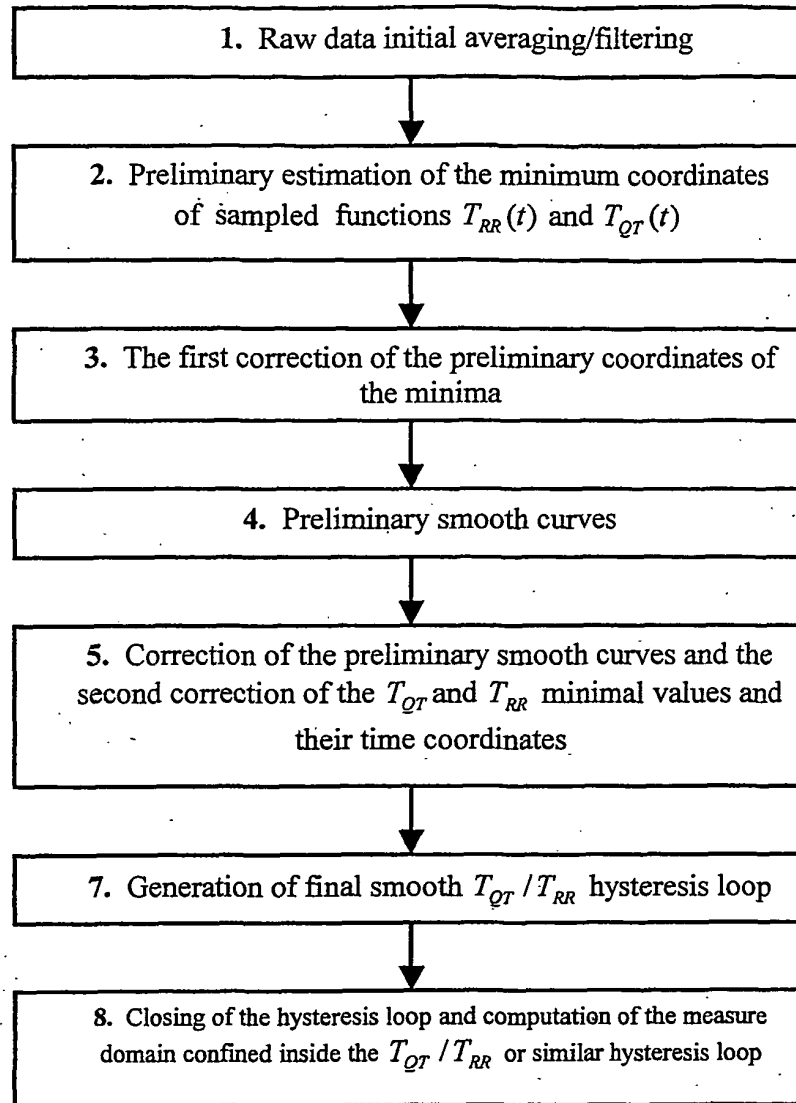 1. Raw data initial averaging/filtering
2. Preliminary estimation of the minimum coordinates
of sampled functions T_RR(t) and T_QT(t)
3. The first correction of the preliminary coordinates of
the minima
4. Preliminary smooth curves
5. Correction of the preliminary smooth curves and the
second correction of the T_QT and T_RR minimal values and
their time coordinates
7. Generation of final smooth T_QT / T_RR hysteresis loop
8. Closing of the hysteresis loop and computation of the measure
domain confined inside the T_QT / T_RR or similar hysteresis loop